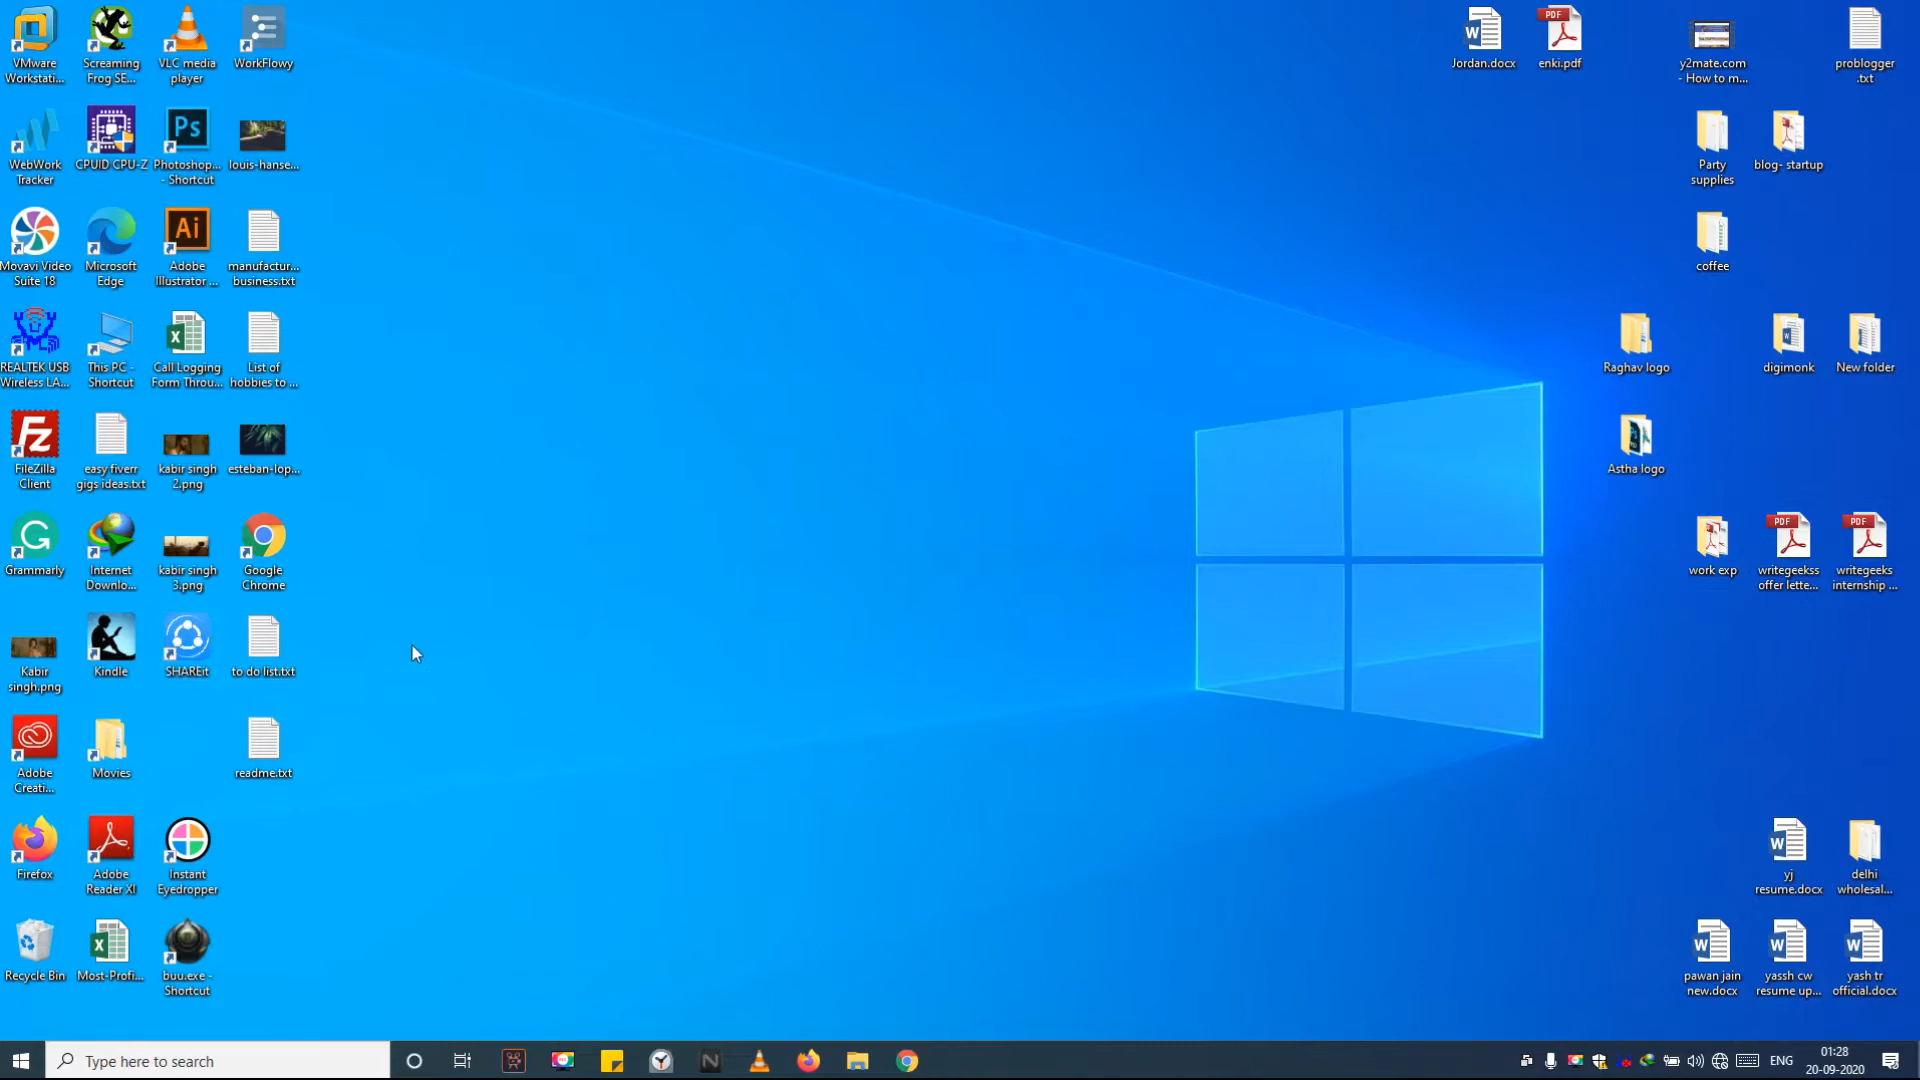 VMware
Workstati...
Screaming
Frog SE...
VLC media
player
WorkFlowy
Jordan.docx
PDF
enki.pdf
y2mate.com
- How to m...
problogger
.txt
WebWork
Tracker
CPUID CPU-Z
Ps
Photoshop...
- Shortcut
louis-hanse...
Party
supplies
blog- startup
Movavi Video
Suite 18
Microsoft
Edge
Ai
Adobe
Illustrator ...
manufactur...
business.txt
coffee
REALTEK USB
Wireless LA...
This PC -
Shortcut
Call Logging
Form Throu...
List of
hobbies to ...
Raghav logo
digimonk
New folder
Fz
FileZilla
Client
easy fiverr
gigs ideas.txt
kabir singh
2.png
esteban-lop...
Astha logo
G
Grammarly
Internet
Downlo...
kabir singh
3.png
Google
Chrome
work exp
PDF
writegeekss
offer lette...
PDF
writegeeks
internship ...
Kabir
singh.png
Kindle
SHAREit
to do list.txt
Adobe
Creati...
Movies
readme.txt
Firefox
Adobe
Reader XI
Instant
Eyedropper
W
yj
resume.docx
delhi
wholesal...
Recycle Bin
X
Most-Profi...
buu.exe -
Shortcut
W
pawan jain
new.docx
W
yassh cw
resume up...
W
yash tr
official.docx
Type here to search
N
ENG
01:28
20-09-2020